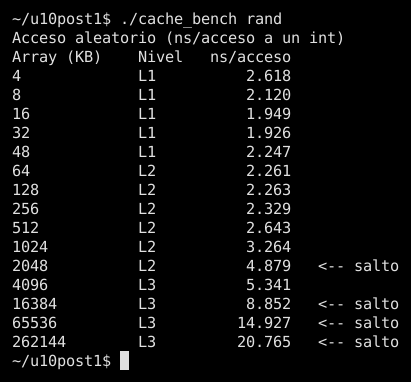 ~/u10post1$ ./cache_bench rand
Acceso aleatorio (ns/acceso a un int)
Array (KB)    Nivel   ns/acceso
4             L1          2.618
8             L1          2.120
16            L1          1.949
32            L1          1.926
48            L1          2.247
64            L2          2.261
128           L2          2.263
256           L2          2.329
512           L2          2.643
1024          L2          3.264
2048          L2          4.879   <-- salto
4096          L3          5.341
16384         L3          8.852   <-- salto
65536         L3         14.927   <-- salto
262144        L3         20.765   <-- salto
~/u10post1$